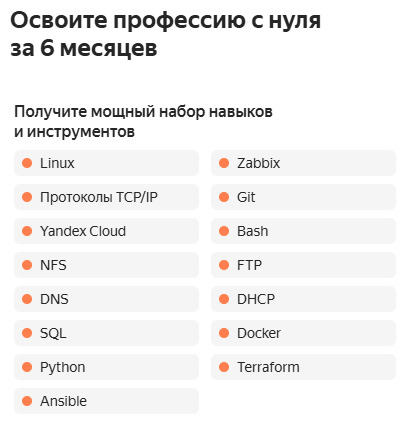 Освоите профессию с нуля
за 6 месяцев
Получите мощный набор навыков
и инструментов
Linux
Zabbix
Протоколы TCP/IP
Git
Yandex Cloud
Bash
NFS
FTP
DNS
DHCP
SQL
Docker
Python
Terraform
Ansible